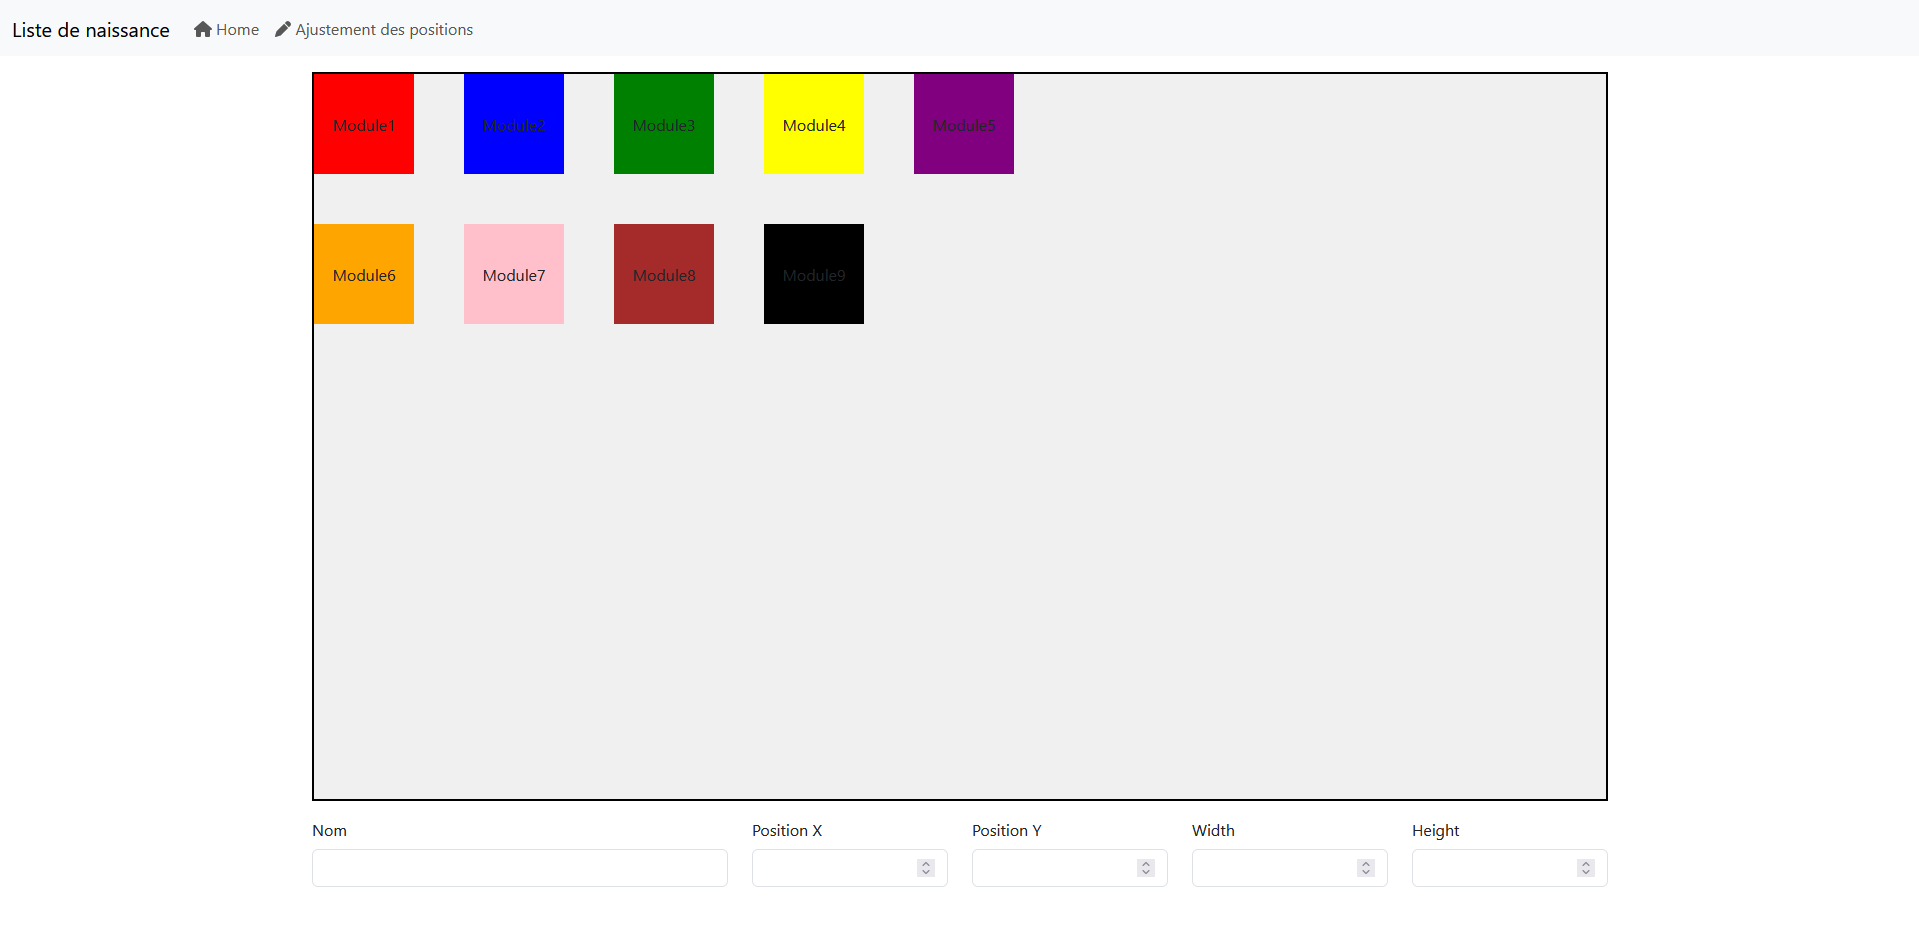 Liste de naissance Home Ajustement des positions
Module1 Module2 Module3 Module4 Module5
Module6 Module7 Module8 Module9
Nom Position X Position Y Width Height